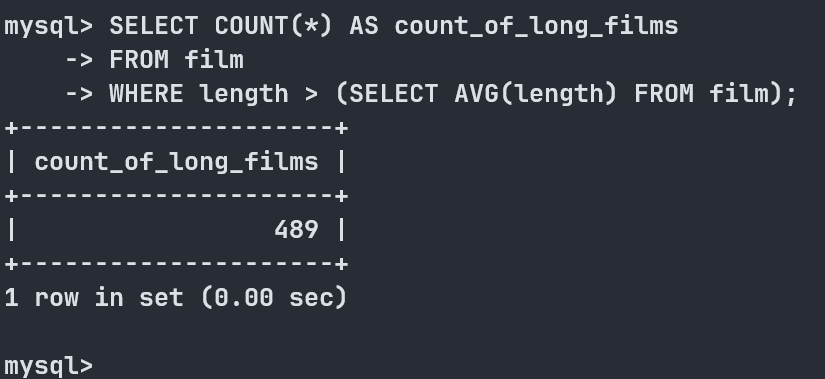 mysql> SELECT COUNT(*) AS count_of_long_films
    -> FROM film
    -> WHERE length > (SELECT AVG(length) FROM film);
+---------------------+
| count_of_long_films |
+---------------------+
|                 489 |
+---------------------+
1 row in set (0.00 sec)

mysql>